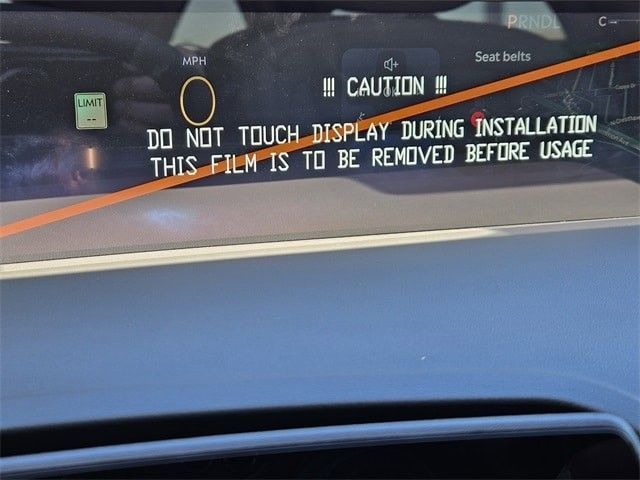 PRNDL C--
MPH
Seat belts
0
LIMIT
--
!!! CAUTION !!!
DO NOT TOUCH DISPLAY DURING INSTALLATION
THIS FILM IS TO BE REMOVED BEFORE USAGE